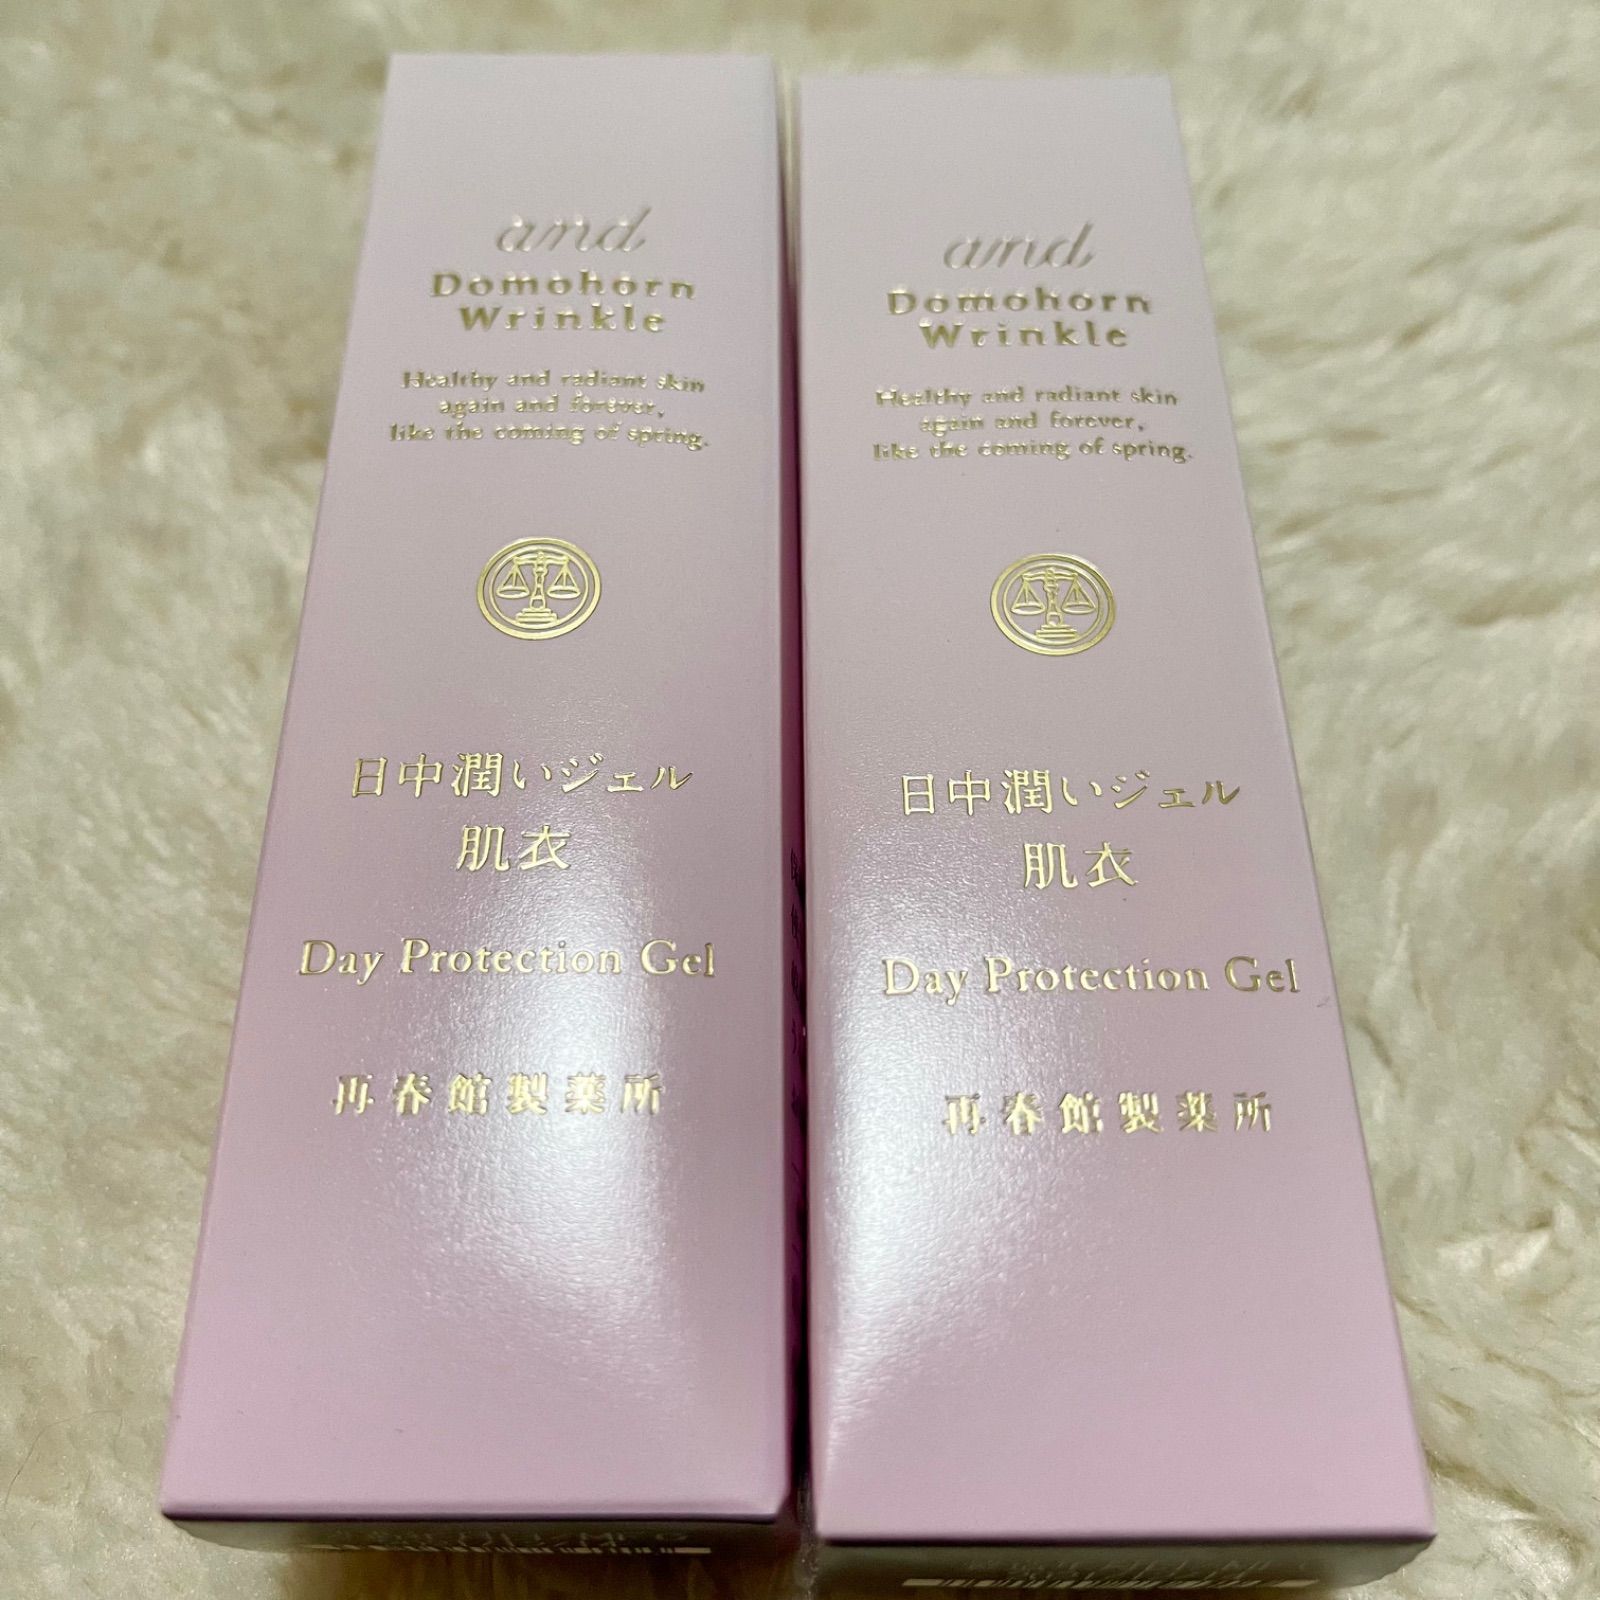 and
Domohorn
Wrinkle
Healthy and radiant skin
again and forever,
like the coming of spring.
日中潤いジェル
肌衣
Day Protection Gel
再春館製薬所
and
Domohorn
Wrinkle
Healthy and radiant skin
again and forever,
like the coming of spring.
日中潤いジェル
肌衣
Day Protection Gel
再春館製薬所